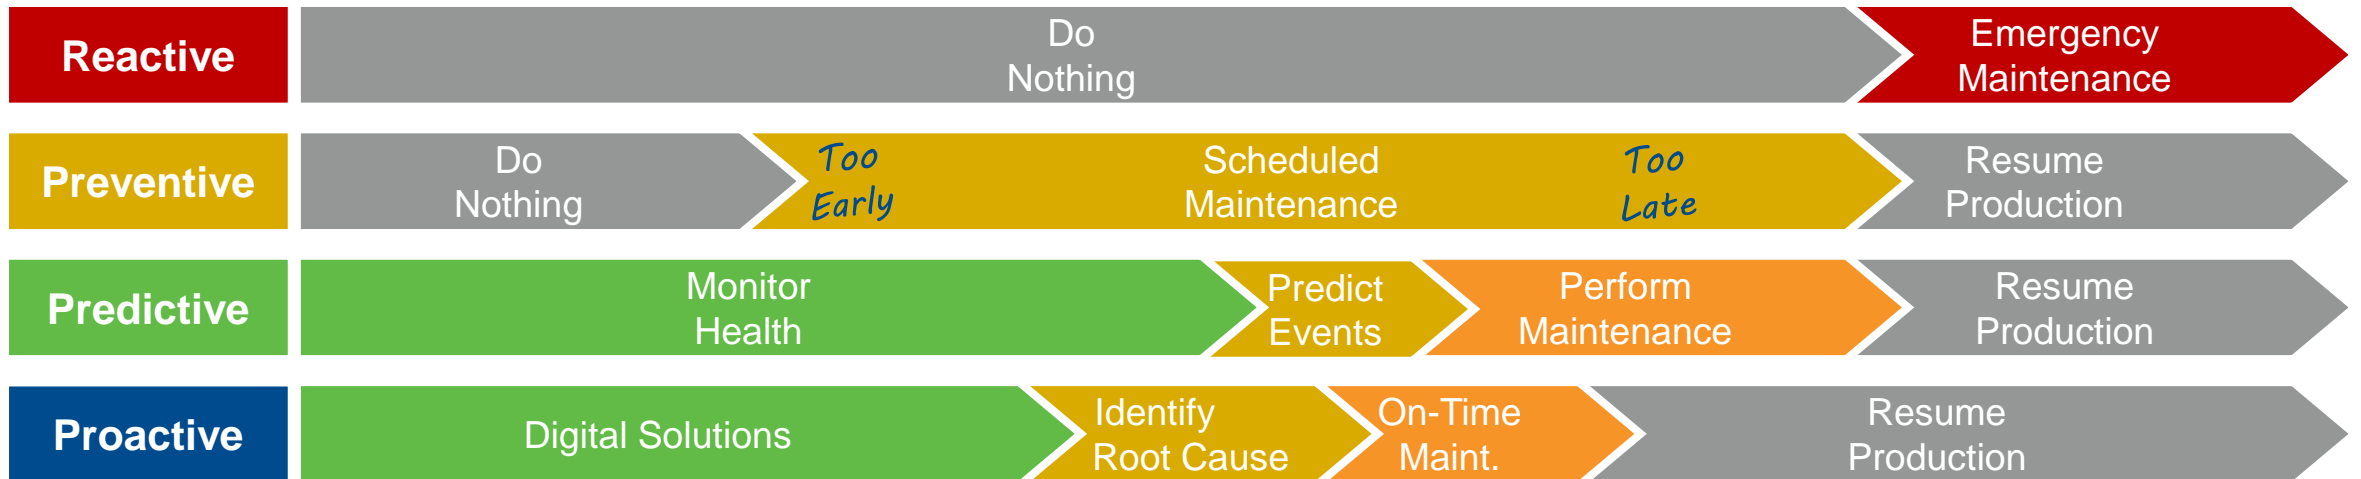 Reactive
Do
Nothing
Emergency
Maintenance
Preventive
Do
Nothing
Too
Early
Scheduled
Maintenance
Too
Late
Resume
Production
Predictive
Monitor
Health
Predict
Events
Perform
Maintenance
Resume
Production
Proactive
Digital Solutions
Identify
Root Cause
On-Time
Maint.
Resume
Production